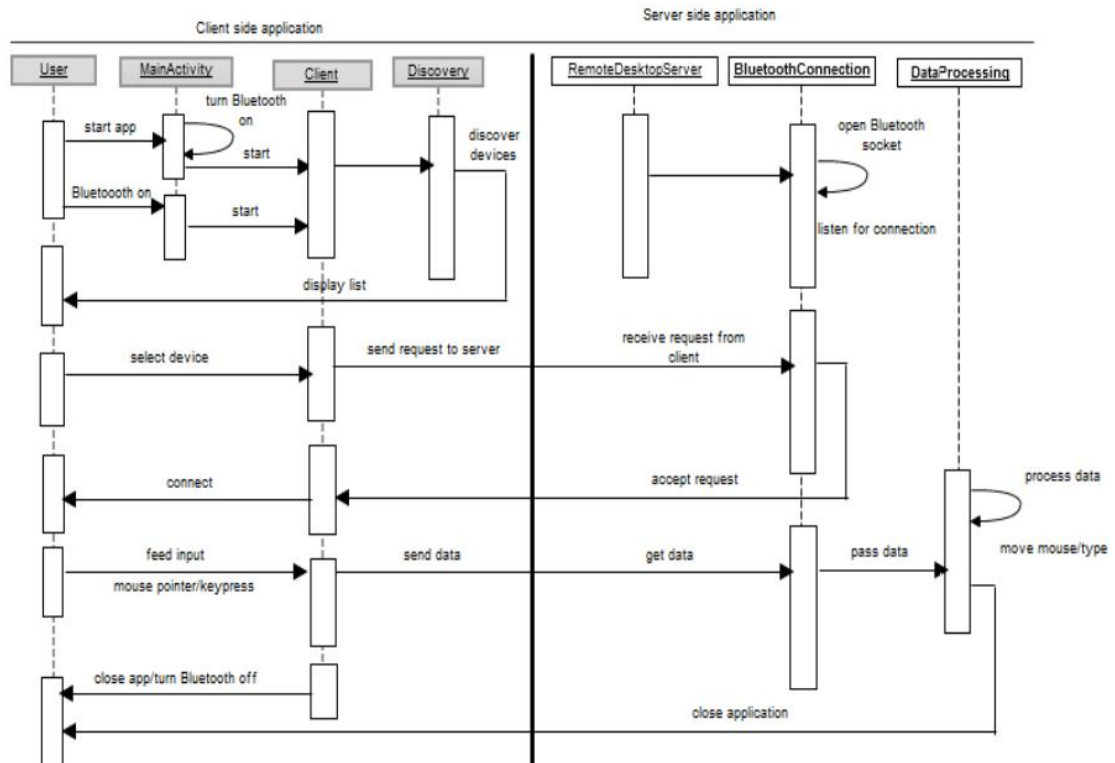 Client side application
Server side application
User
MainActivity
Client
Discovery
RemoteDesktopServer
BluetoothConnection
DataProcessing
turn Bluetooth
on
start app
start
discover
devices
open Bluetooth
socket
Bluetoooth on
start
listen for connection
display list
select device
send request to server
receive request from
client
connect
accept request
process data
feed input
send data
get data
pass data
move mouse/type
mouse pointer/keypress
close app/turn Bluetooth off
close application